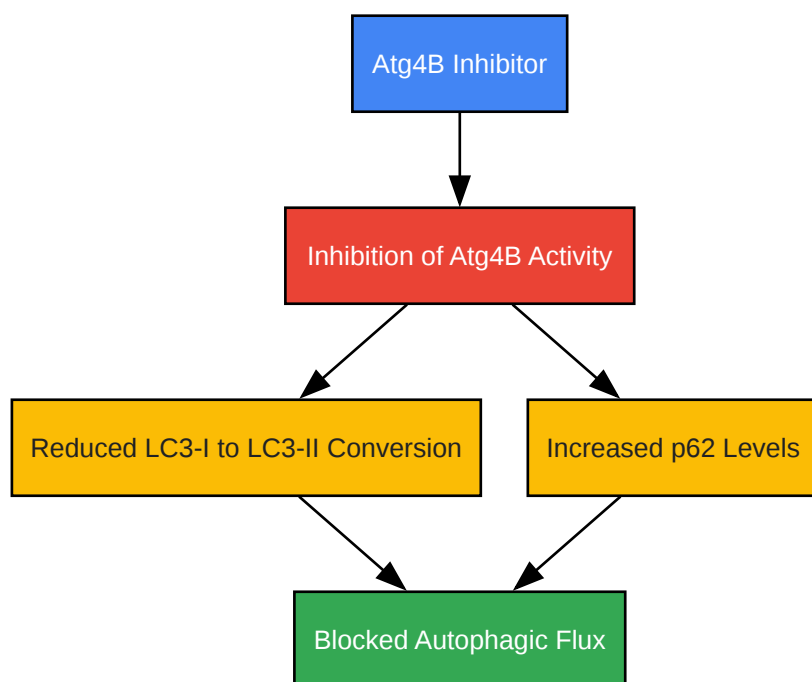 Atg4B Inhibitor
Inhibition of Atg4B Activity
Reduced LC3-I to LC3-II Conversion
Increased p62 Levels
Blocked Autophagic Flux